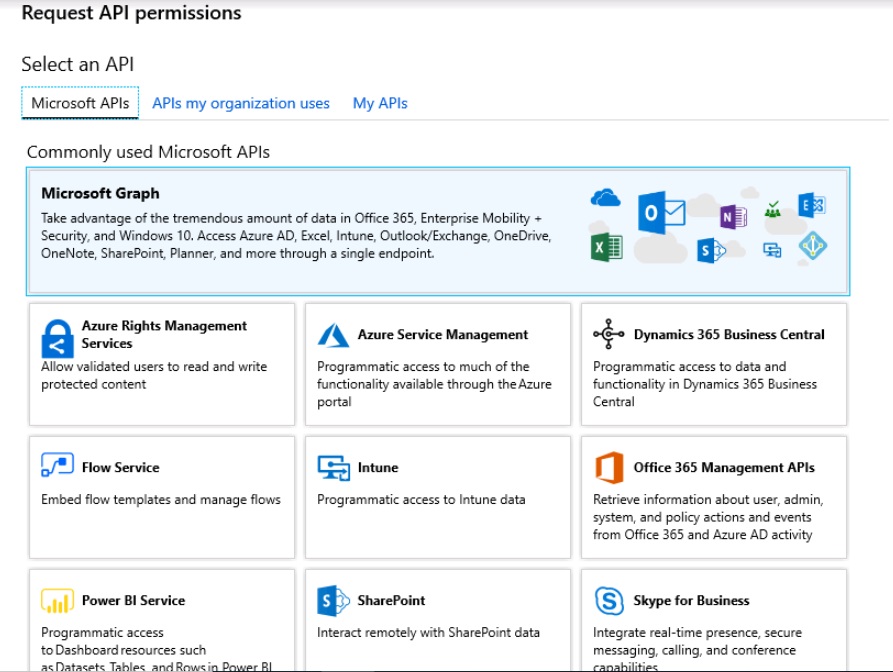 Request API permissions
Select an API
Microsoft APIs APIs my organization uses My APIs
Commonly used Microsoft APIs
Microsoft Graph
Take advantage of the tremendous amount of data in Office 365, Enterprise Mobility +
Security, and Windows 10. Access Azure AD, Excel, Intune, Outlook/Exchange, OneDrive,
OneNote, SharePoint, Planner, and more through a single endpoint.
Azure Rights Management
Services
Allow validated users to read and write
protected content
Azure Service Management
Programmatic access to much of the
functionality available through the Azure
portal
Dynamics 365 Business Central
Programmatic access to data and
functionality in Dynamics 365 Business
Central
Flow Service
Embed flow templates and manage flows
Intune
Programmatic access to Intune data
Office 365 Management APIs
Retrieve information about user, admin,
system, and policy actions and events
from Office 365 and Azure AD activity
Power BI Service
Programmatic access
to Dashboard resources such
as Datasets, Tables, and Rows in Power BI
SharePoint
Interact remotely with SharePoint data
Skype for Business
Integrate real-time presence, secure
messaging, calling, and conference
capabilities